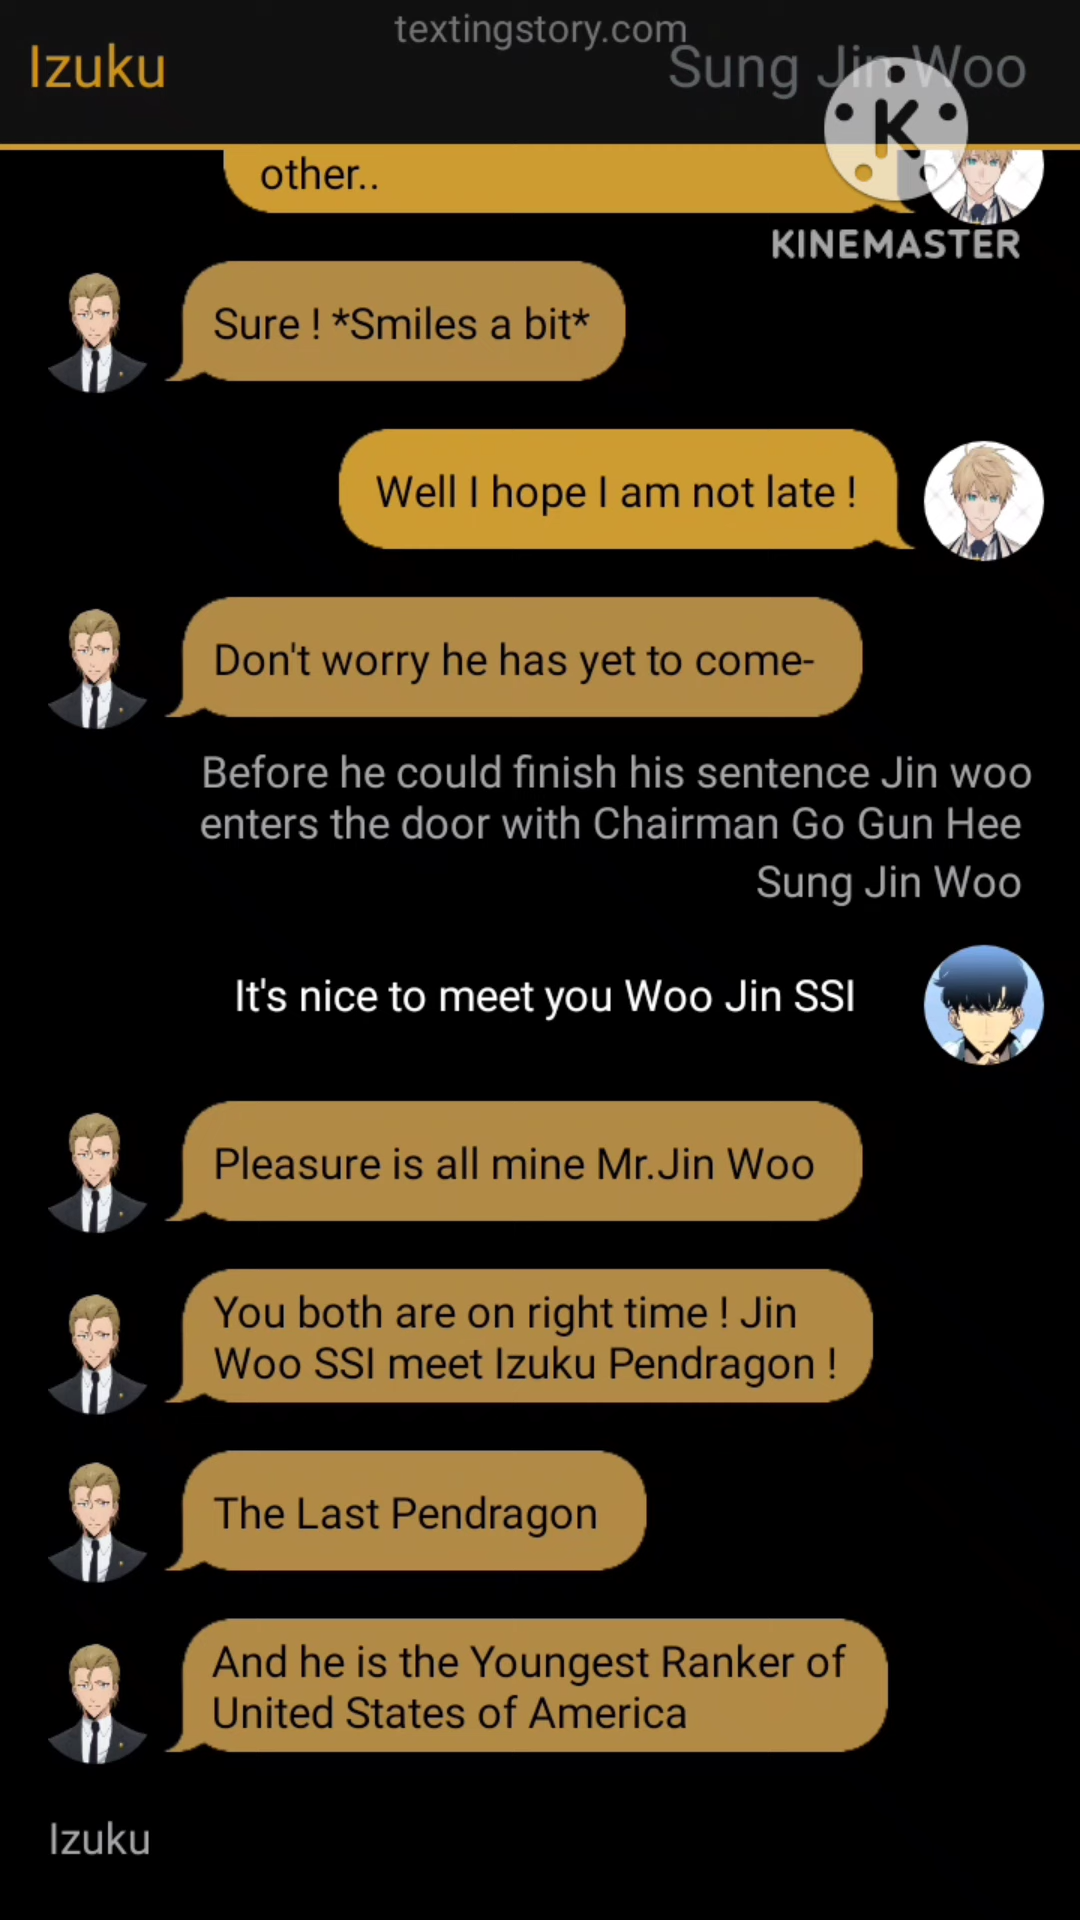 textingstory.com
Izuku
Sung Jin Woo
K
KINEMASTER
other..
Sure ! *Smiles a bit*
Well I hope I am not late !
Don't worry he has yet to come-
Before he could finish his sentence Jin woo
enters the door with Chairman Go Gun Hee
Sung Jin Woo
It's nice to meet you Woo Jin SSI
Pleasure is all mine Mr.Jin Woo
You both are on right time ! Jin
Woo SSI meet Izuku Pendragon !
The Last Pendragon
And he is the Youngest Ranker of
United States of America
Izuku